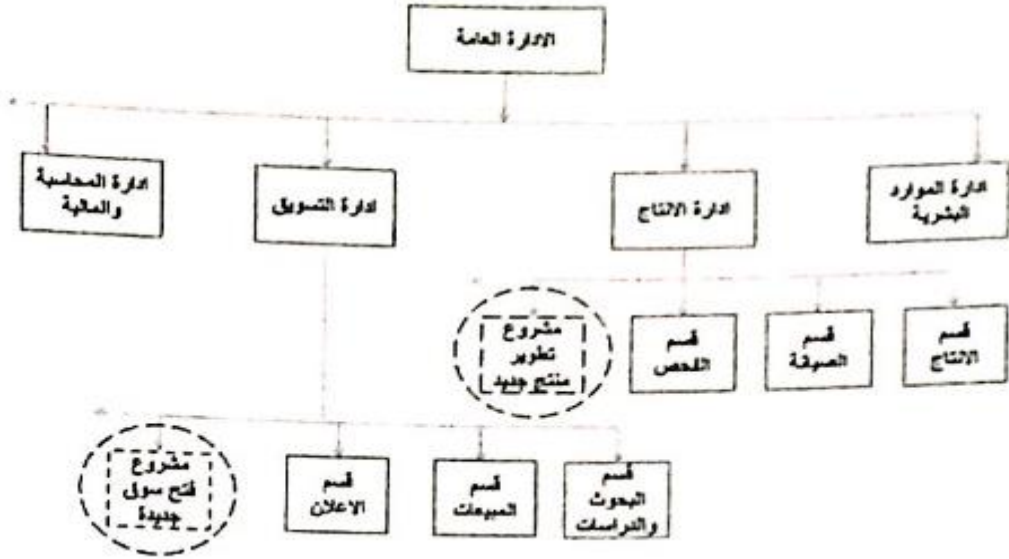 الادارة العامة
ادارة الموارد
البشرية
ادارة الانتاج
ادارة التسويق
ادارة المحاسبة
والمالية
قسم
الانتاج
قسم
الصيانة
قسم
الفحص
مشروع
تطوير
منتج جديد
قسم
البحوث
والدراسات
قسم
المبيعات
قسم
الاعلان
مشروع
فتح سوق
جديدة